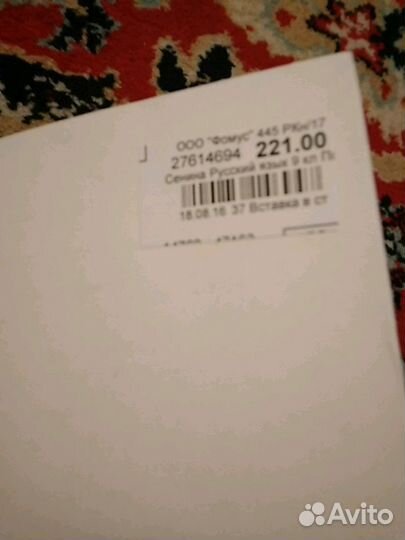 ООО "Фомус" 445 РКн/17
27614694 221.00
Сенина Русский язык 9 кл
18.08.16 37 Вставка в ст
Avito